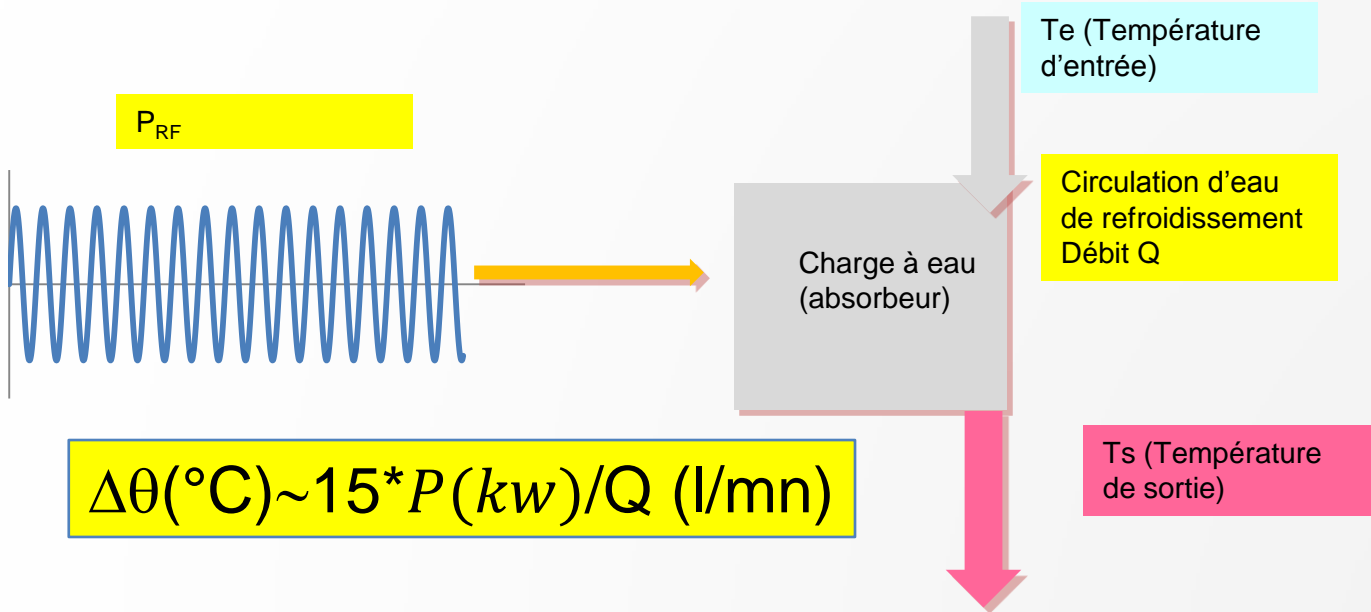 Te (Température
d'entrée)
P_RF
Circulation d'eau
de refroidissement
Débit Q
Charge à eau
(absorbeur)
Ts (Température
de sortie)
Δθ(°C)~15*P(kw)/Q (l/mn)